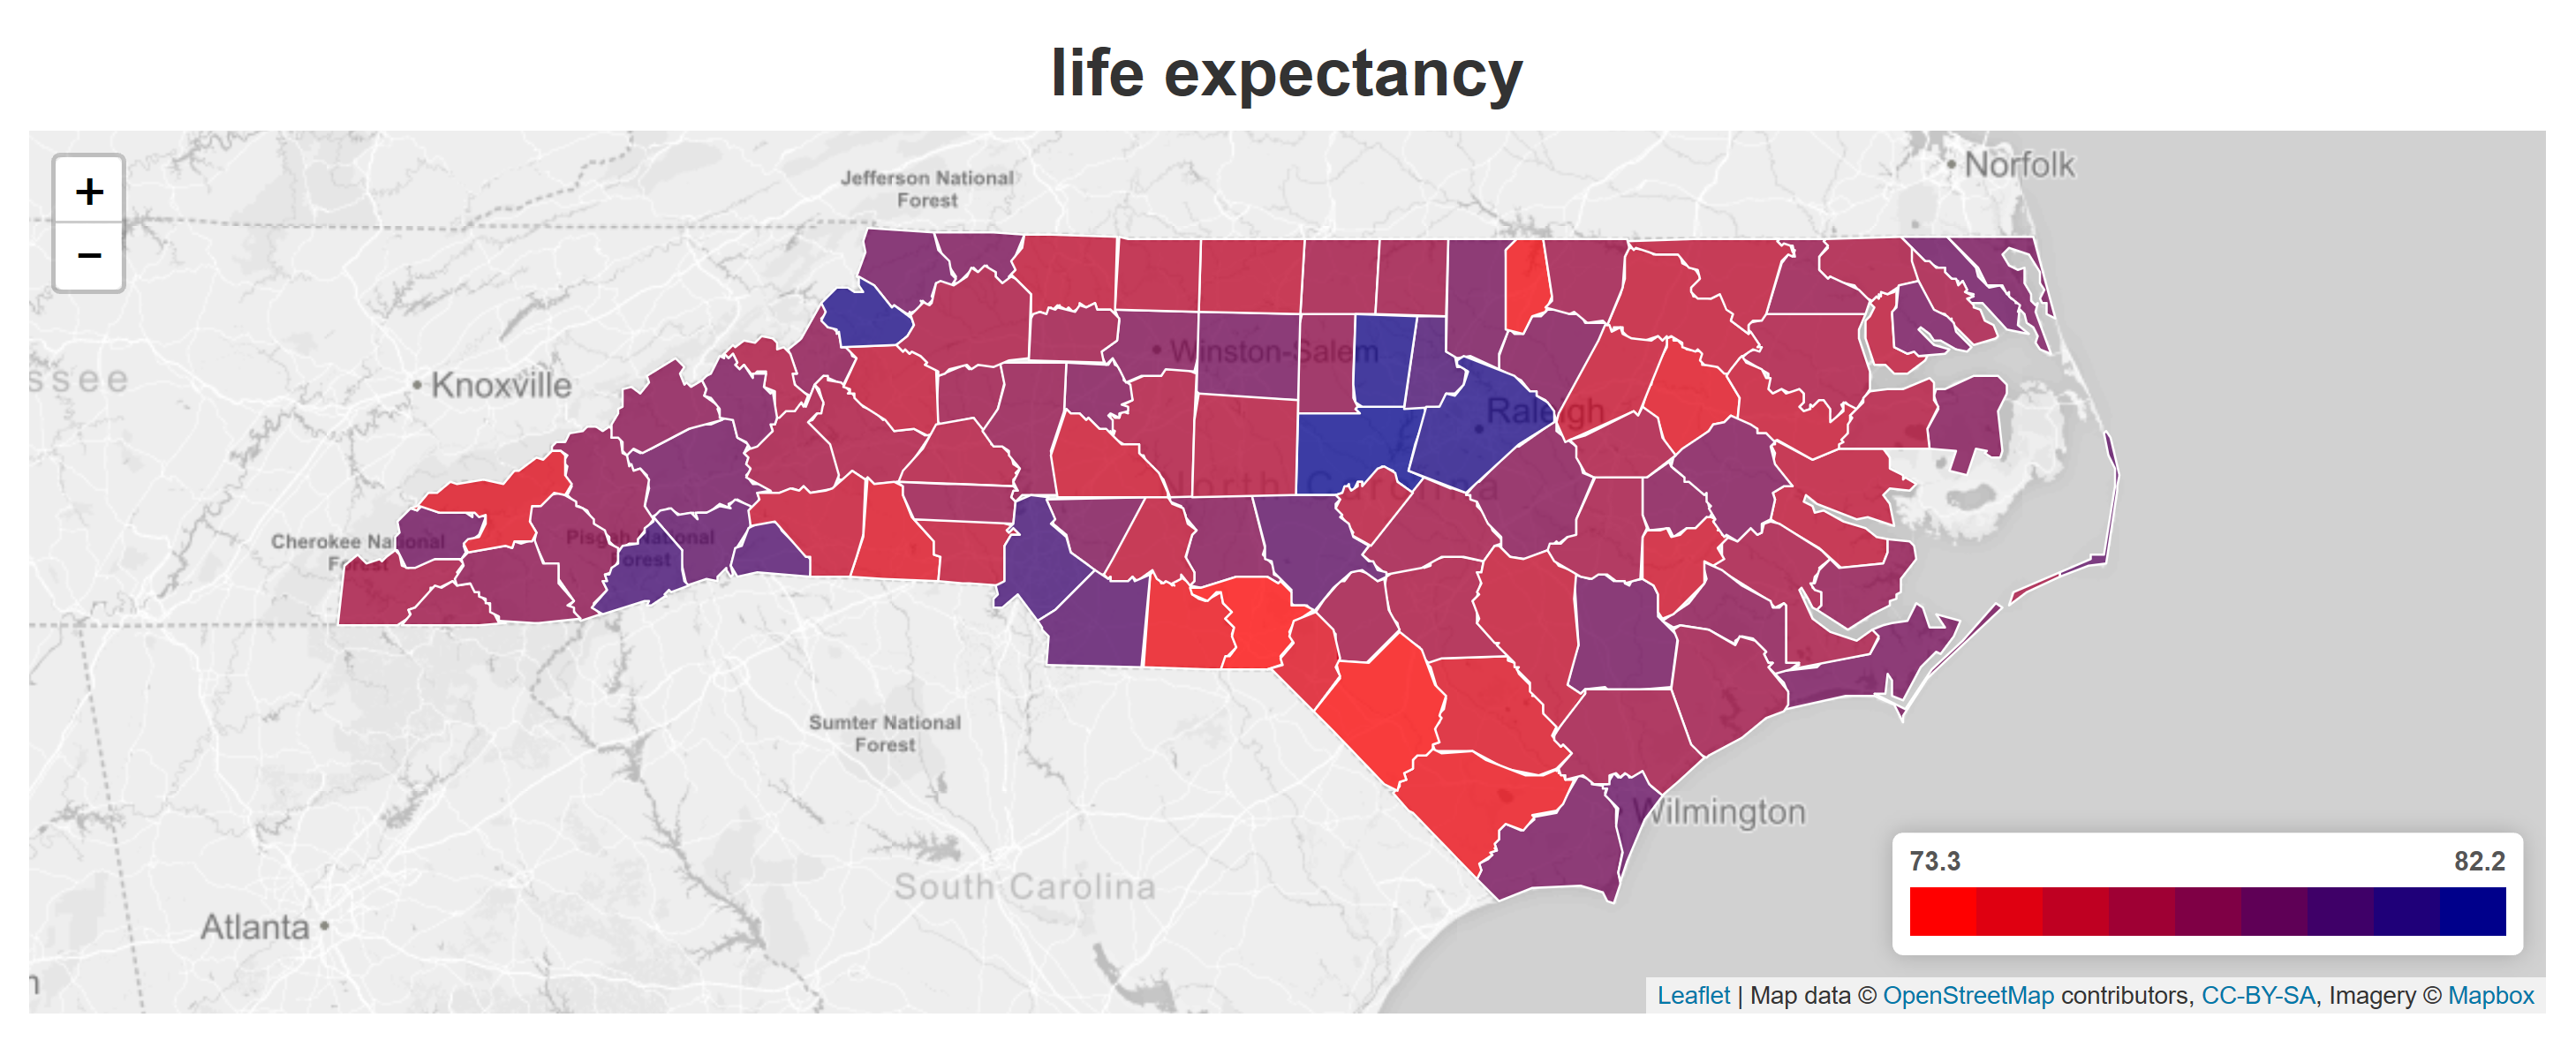 life expectancy
+
−
Jefferson National
Forest
Norfolk
ssee
Knoxville
Winston-Salem
Raleigh
North Carolina
Cherokee National
Forest
Pisgah National
Forest
Sumter National
Forest
Wilmington
South Carolina
Atlanta
n
73.3 82.2
Leaflet | Map data © OpenStreetMap contributors, CC-BY-SA, Imagery © Mapbox